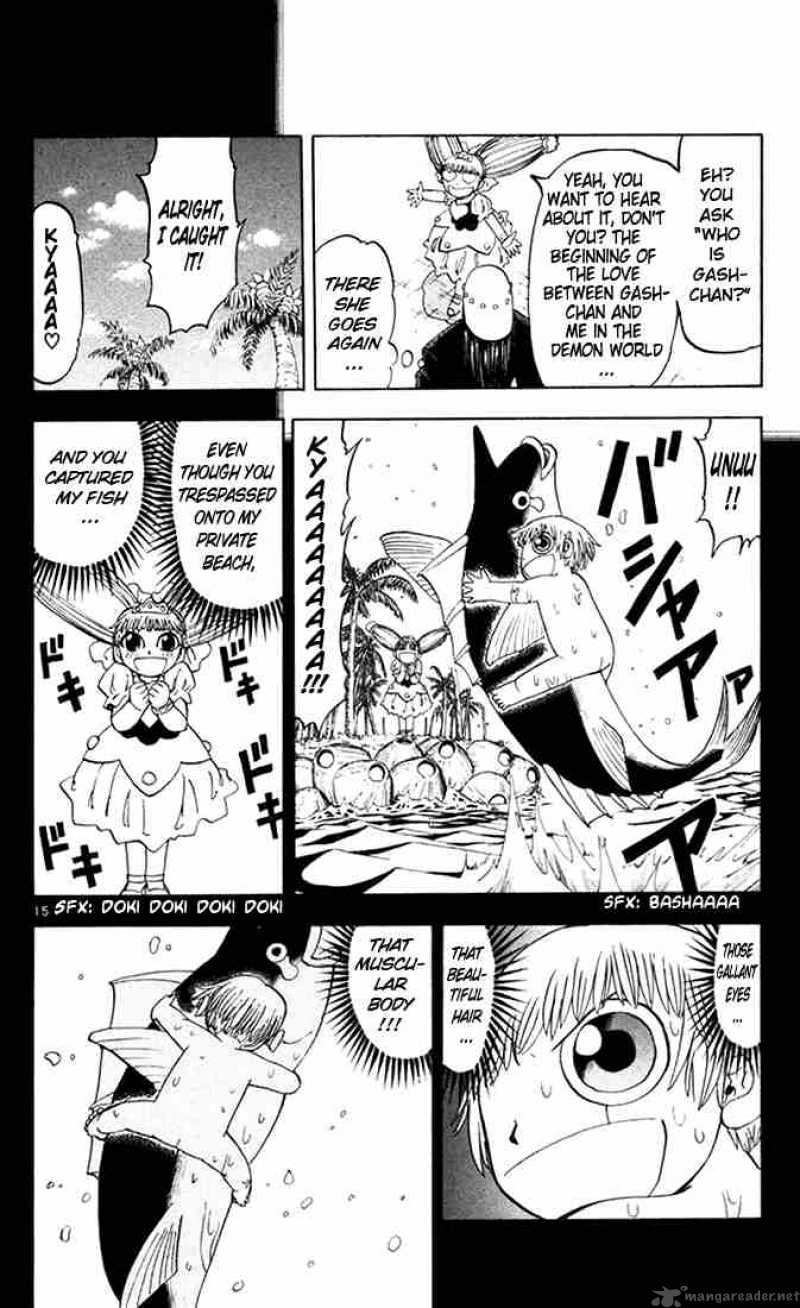 EH?
YOU
ASK
"WHO
IS
GASH-
CHAN?"
YEAH, YOU
WANT TO HEAR
ABOUT IT, DON'T
YOU? THE
BEGINNING OF
THE LOVE
BETWEEN GASH-
CHAN AND
ME IN THE
DEMON WORLD
...
THERE
SHE
GOES
AGAIN
...
ALRIGHT,
I CAUGHT
IT!
KYAAAA♡
UNUU
!!
バシャアアア
KYAAAAAAAAA!!!
SFX: BASHAAAA
EVEN
THOUGH YOU
TRESPASSED
ONTO MY
PRIVATE
BEACH,
AND YOU
CAPTURED
MY FISH
...
ドキ
ドキ
ドキ
ドキ
15
SFX: DOKI DOKI DOKI DOKI
THOSE
GALLANT
EYES
...
THAT
BEAU-
TIFUL
HAIR
...
THAT
MUSCU-
LAR
BODY
!!!
mangareader.net